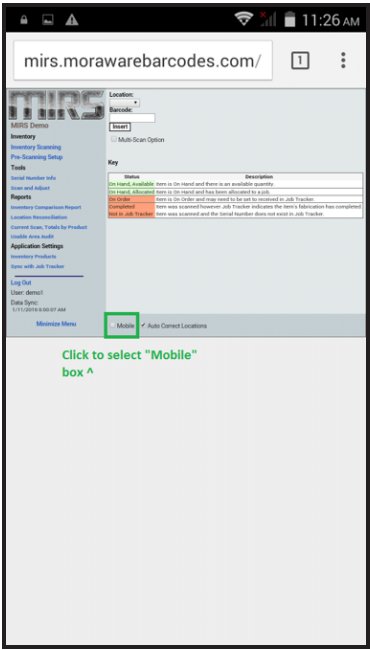 11:26 AM
mirs.morawarebarcodes.com/
1
MIRS
MIRS Demo
Inventory
Inventory Scanning
Pre-Scanning Setup
Tools
Serial Number Info
Scan and Adjust
Reports
Inventory Comparison Report
Location Reconciliation
Current Scan, Totals by Product
Usable Area Audit
Application Settings
Inventory Products
Sync with Job Tracker
Log Out
User: demo1
Data Sync:
1/11/2016 6:00:07 AM
Minimize Menu
Location:
Barcode:
Insert
Multi-Scan Option
Key
Status Description
On Hand, Available Item is On Hand and there is an available quantity.
On Hand, Allocated Item is On Hand and has been allocated to a job.
On Order Item is On Order and may need to be set to received in Job Tracker.
Completed Item was scanned however Job Tracker indicates the item's fabrication has completed.
Not in Job Tracker Item was scanned and the Serial Number does not exist in Job Tracker.
Mobile Auto Correct Locations
Click to select "Mobile"
box ^